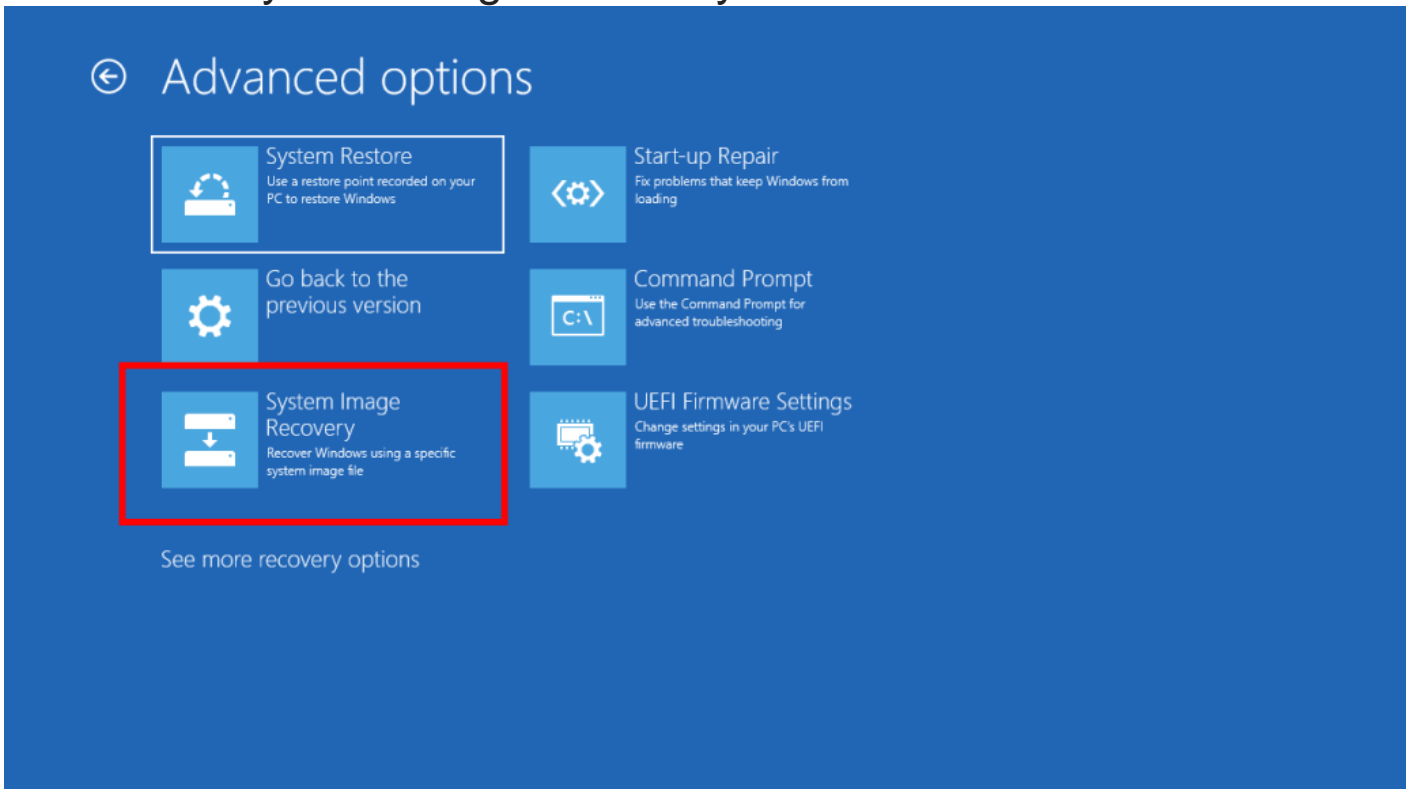 Advanced options
System Restore
Use a restore point recorded on your
PC to restore Windows
Start-up Repair
Fix problems that keep Windows from
loading
Go back to the
previous version
Command Prompt
Use the Command Prompt for
advanced troubleshooting
C:\
System Image
Recovery
Recover Windows using a specific
system image file
UEFI Firmware Settings
Change settings in your PC's UEFI
firmware
See more recovery options